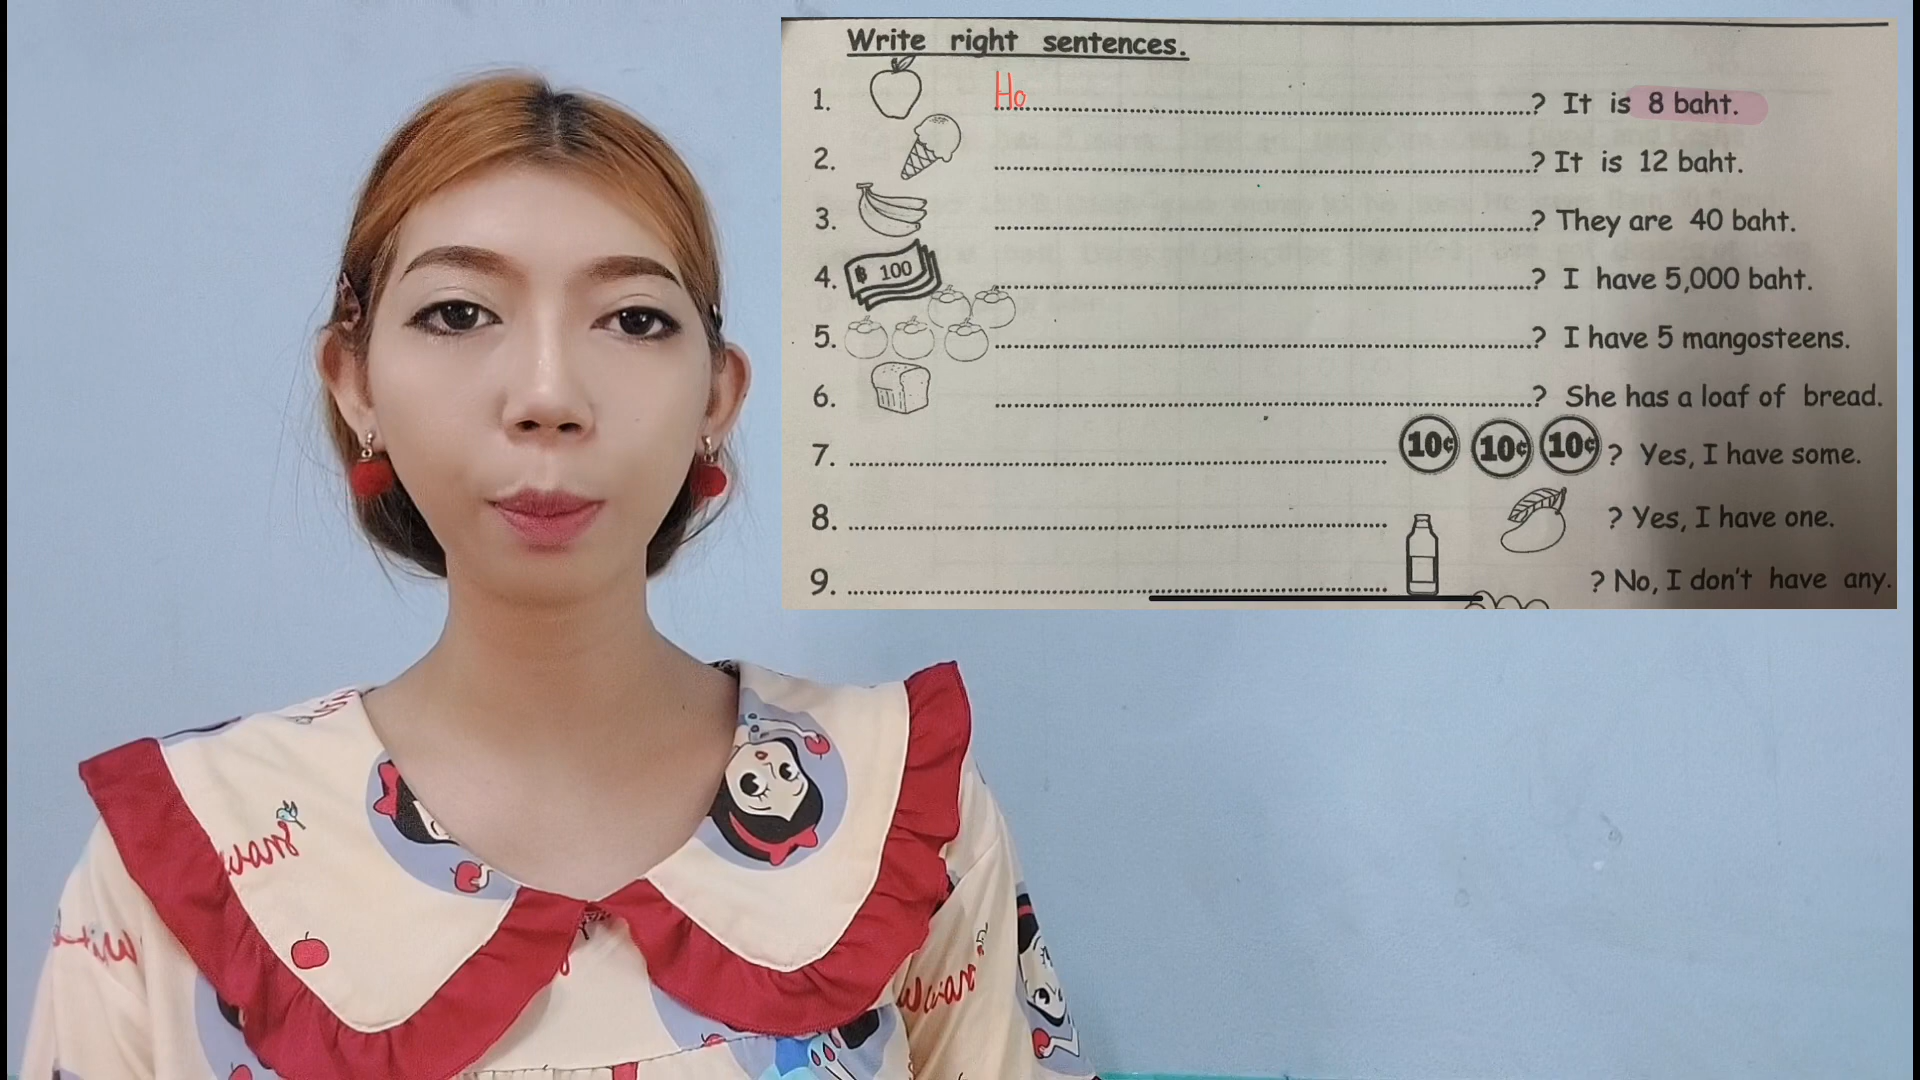 Write right sentences.
1. Ho ? It is 8 baht.
2. ? It is 12 baht.
3. ? They are 40 baht.
4. ฿ 100 ? I have 5,000 baht.
5. ? I have 5 mangosteens.
6. ? She has a loaf of bread.
7. 10¢ 10¢ 10¢ ? Yes, I have some.
8. ? Yes, I have one.
9. ? No, I don't have any.